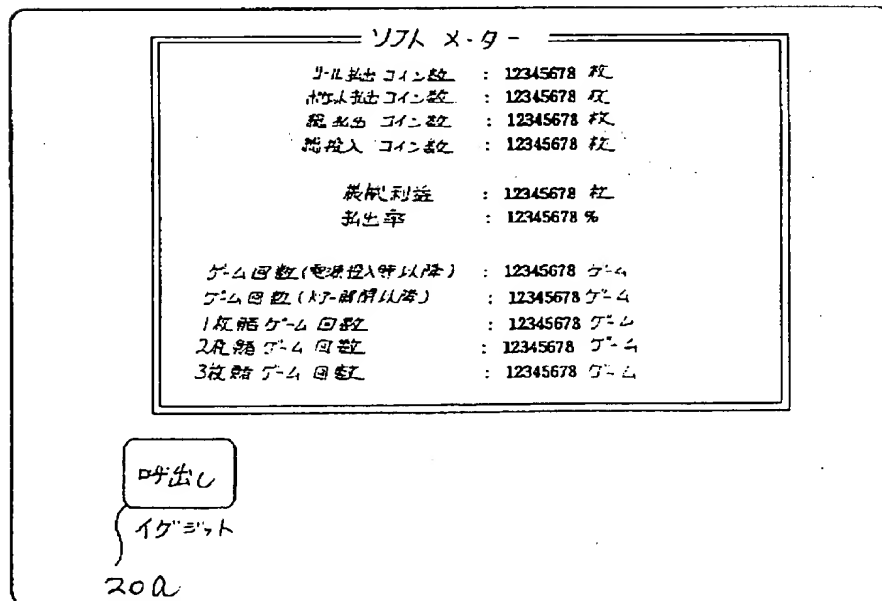 ソフト メーター
リール払出 コイン数 : 12345678 枚
ポケット払出 コイン数 : 12345678 枚
総払出 コイン数 : 12345678 枚
総投入 コイン数 : 12345678 枚
機械利益 : 12345678 枚
払出率 : 12345678 %
ゲーム回数(電源投入時以降) : 12345678 ゲーム
ゲーム回数(ドアー開閉以降) : 12345678 ゲーム
1枚賭ゲーム回数 : 12345678 ゲーム
2枚賭ゲーム回数 : 12345678 ゲーム
3枚賭ゲーム回数 : 12345678 ゲーム
呼出し
イグジット
20a